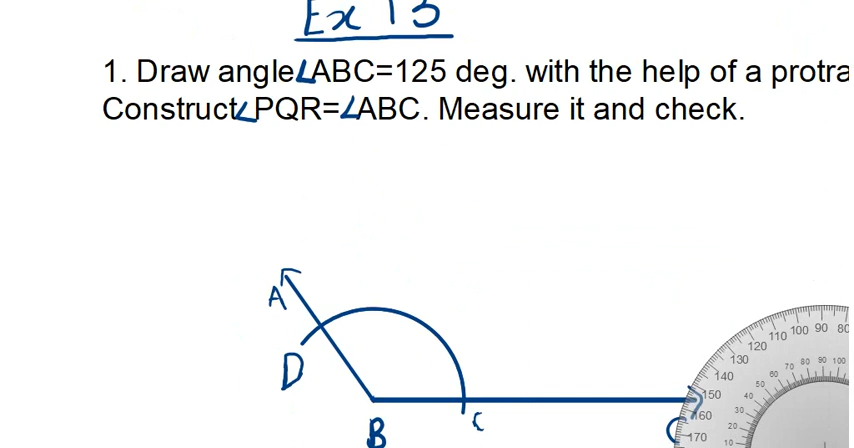 Ex 13
1. Draw angle∠ABC=125 deg. with the help of a protra
Construct∠PQR=∠ABC. Measure it and check.
A
D
B
C
C
10 20 30 40 50 60 70 80 90 100
170 160 150 140 130 120 110 100 90 80